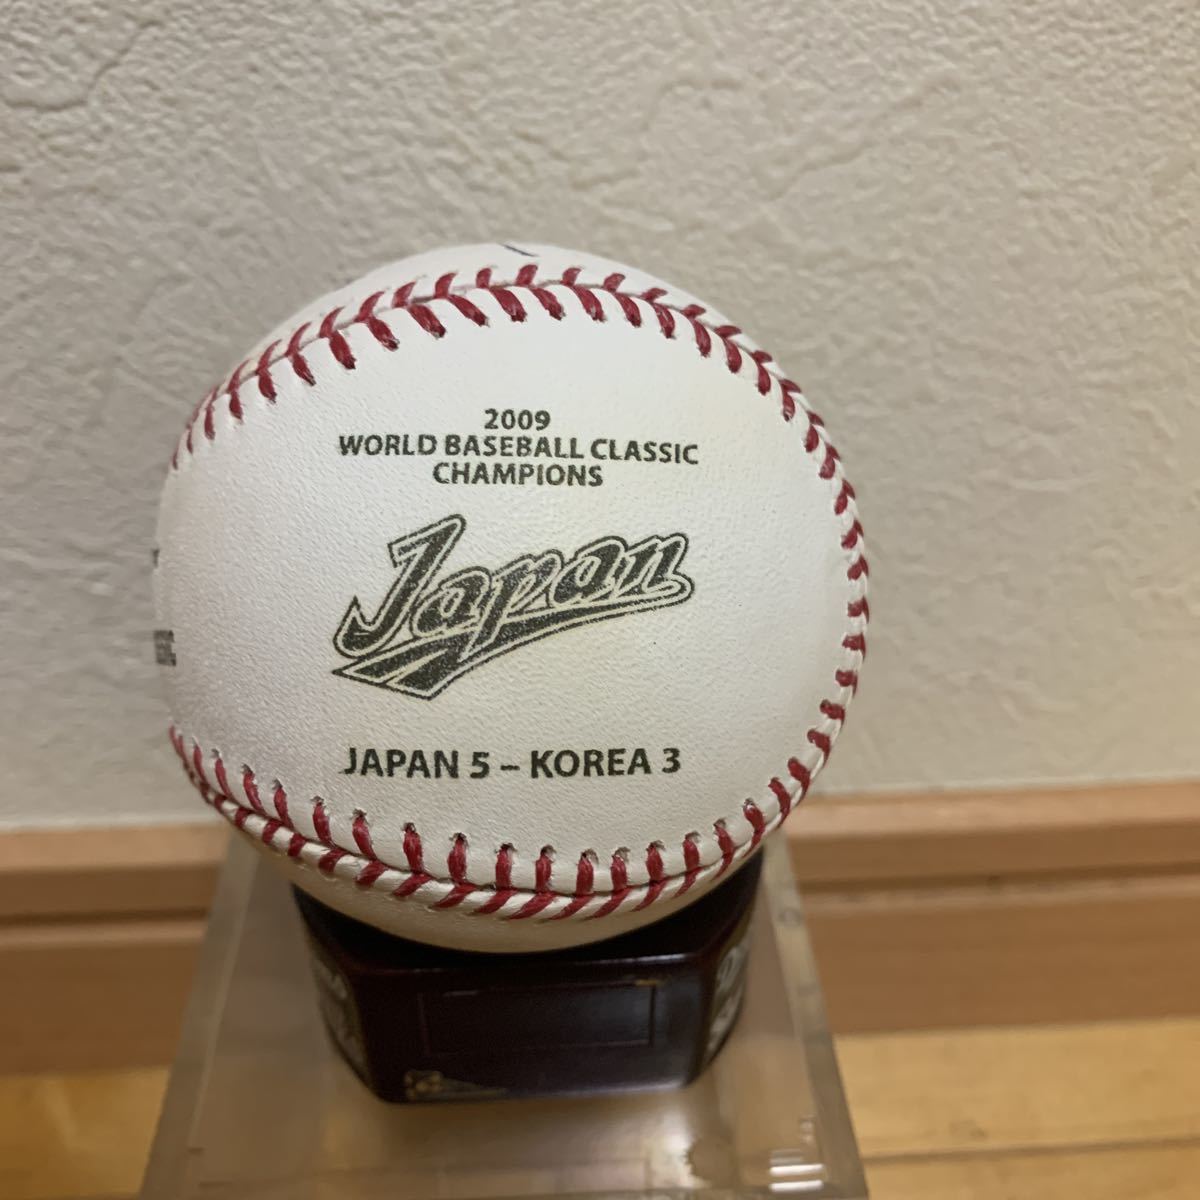 2009
WORLD BASEBALL CLASSIC
CHAMPIONS
Japan
JAPAN 5 – KOREA 3